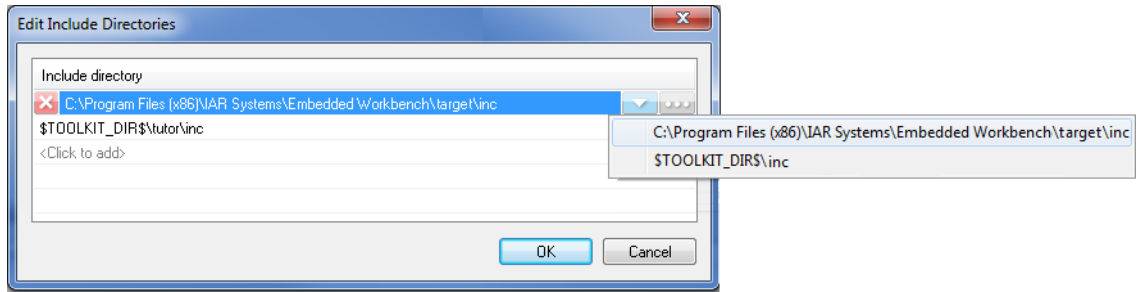 Edit Include Directories
Include directory
C:\Program Files (x86)\IAR Systems\Embedded Workbench\target\inc
$TOOLKIT_DIR$\tutor\inc
<Click to add>
C:\Program Files (x86)\IAR Systems\Embedded Workbench\target\inc
$TOOLKIT_DIR$\inc
OK
Cancel